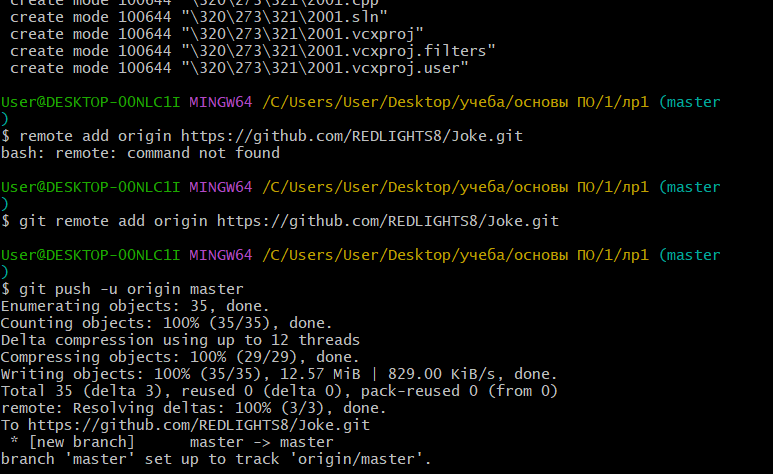 create mode 100644 "\320\273\321\2001.cpp"
create mode 100644 "\320\273\321\2001.sln"
create mode 100644 "\320\273\321\2001.vcxproj"
create mode 100644 "\320\273\321\2001.vcxproj.filters"
create mode 100644 "\320\273\321\2001.vcxproj.user"
User@DESKTOP-OONLC1I MINGW64 /C/Users/User/Desktop/учеба/основы ПО/1/лр1 (master
)
$ remote add origin https://github.com/REDLIGHTS8/Joke.git
bash: remote: command not found
User@DESKTOP-OONLC1I MINGW64 /C/Users/User/Desktop/учеба/основы ПО/1/лр1 (master
)
$ git remote add origin https://github.com/REDLIGHTS8/Joke.git
User@DESKTOP-OONLC1I MINGW64 /C/Users/User/Desktop/учеба/основы ПО/1/лр1 (master
)
$ git push -u origin master
Enumerating objects: 35, done.
Counting objects: 100% (35/35), done.
Delta compression using up to 12 threads
Compressing objects: 100% (29/29), done.
Writing objects: 100% (35/35), 12.57 MiB | 829.00 KiB/s, done.
Total 35 (delta 3), reused 0 (delta 0), pack-reused 0 (from 0)
remote: Resolving deltas: 100% (3/3), done.
To https://github.com/REDLIGHTS8/Joke.git
* [new branch]      master -> master
branch 'master' set up to track 'origin/master'.